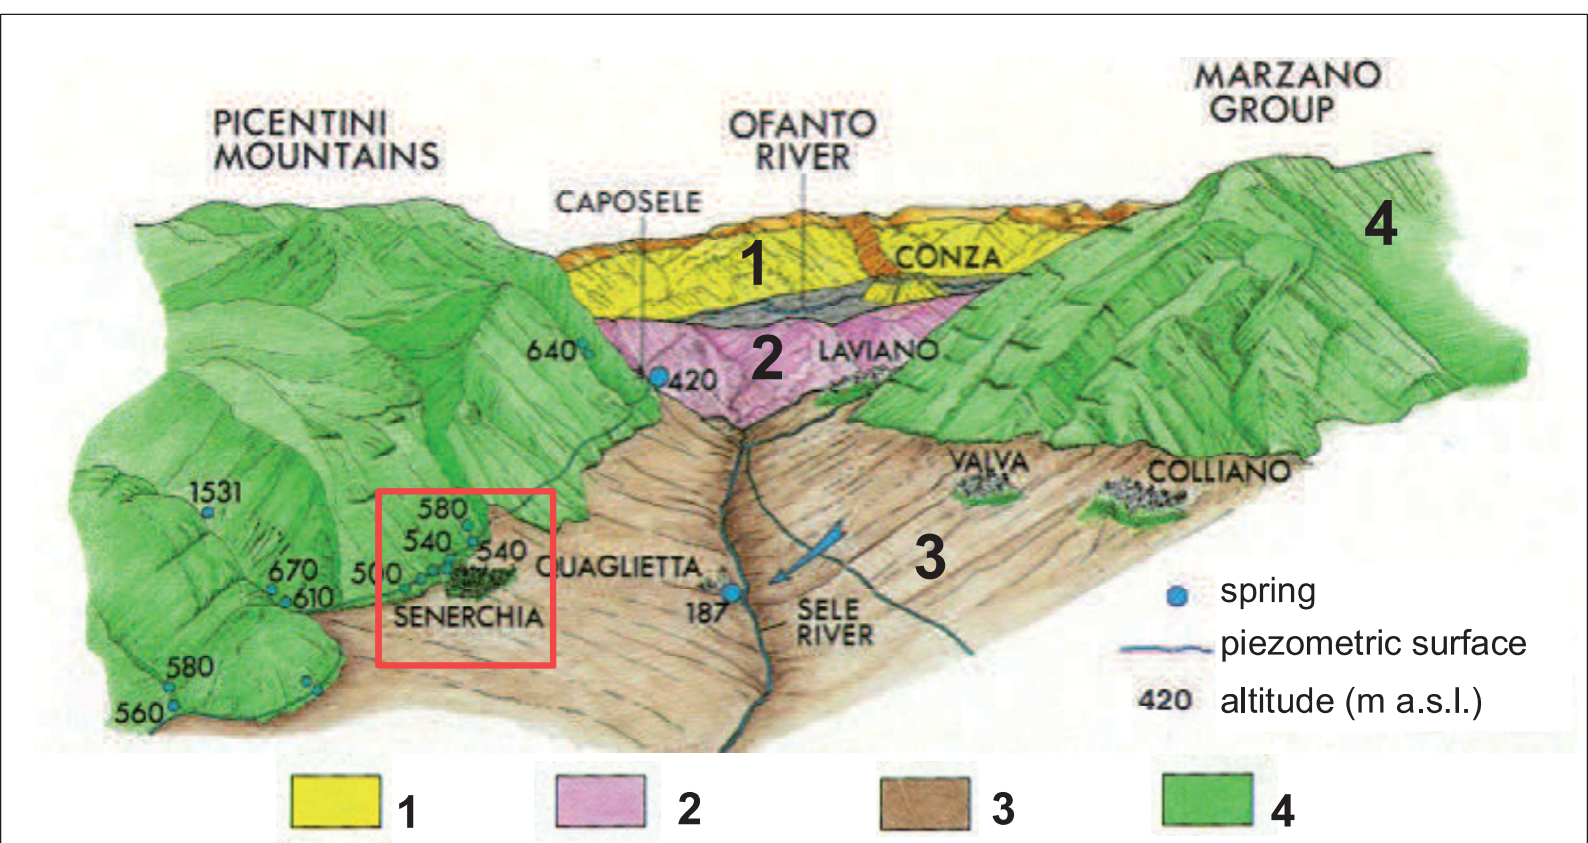 MARZANO
GROUP
PICENTINI
MOUNTAINS
OFANTO
RIVER
CAPOSELE
4
1
CONZA
640
2
LAVIANO
420
VALVA
COLLIANO
1531
580
540
540
3
QUAGLIETTA
670
500
610
187
SENERCHIA
SELE
RIVER
580
560
spring
piezometric surface
420 altitude (m a.s.l.)
1
2
3
4